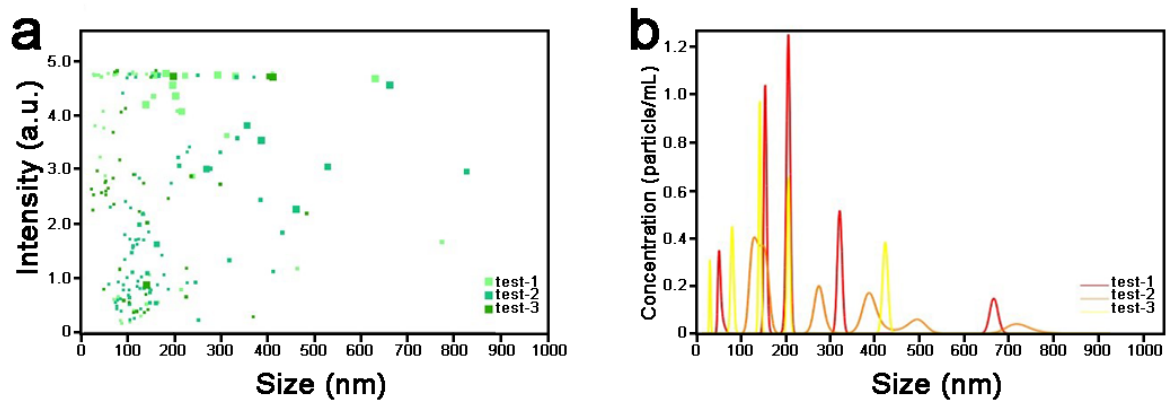 a
Intensity (a.u.)
5.0
4.0
3.0
2.0
1.0
0
test-1
test-2
test-3
0 100 200 300 400 500 600 700 800 900 1000
Size (nm)
b
Concentration (particle/mL)
1.2
1.0
0.8
0.6
0.4
0.2
0
test-1
test-2
test-3
0 100 200 300 400 500 600 700 800 900 1000
Size (nm)